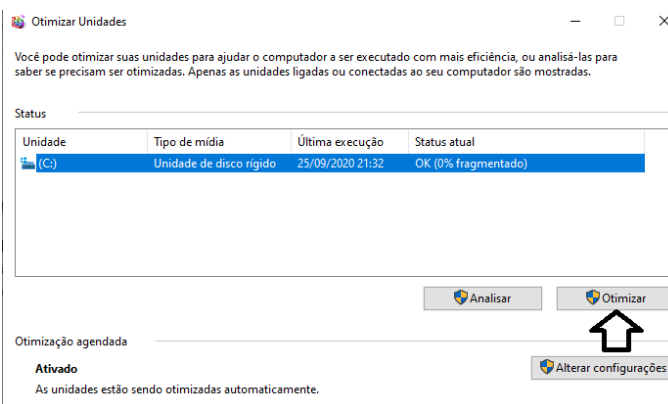 Otimizar Unidades
Você pode otimizar suas unidades para ajudar o computador a ser executado com mais eficiência, ou analisá-las para
saber se precisam ser otimizadas. Apenas as unidades ligadas ou conectadas ao seu computador são mostradas.
Status
Unidade Tipo de mídia Última execução Status atual
(C:) Unidade de disco rígido 25/09/2020 21:32 OK (0% fragmentado)
Analisar Otimizar
Otimização agendada
Ativado Alterar configurações
As unidades estão sendo otimizadas automaticamente.